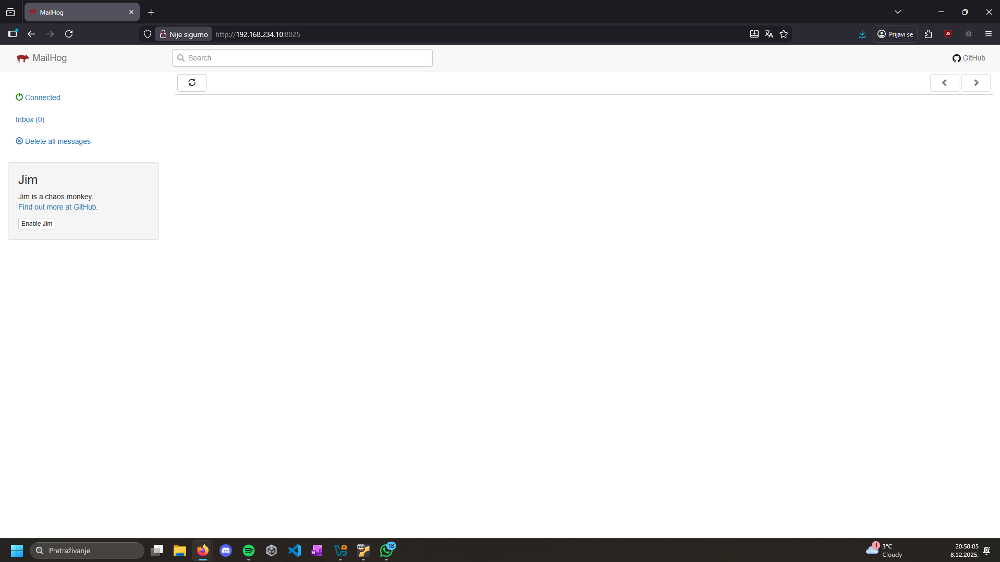 MailHog
Nije sigurno
http://192.168.234.10:8025
Prijavi se
MailHog
Search
GitHub
Connected
Inbox (0)
Delete all messages
Jim
Jim is a chaos monkey.
Find out more at GitHub.
Enable Jim
Pretraživanje
18
1
3°C
Cloudy
20:58:05
8.12.2025.